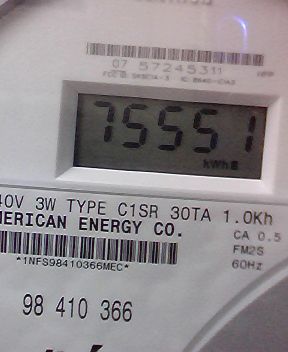 07 57245311
75551
kWh
40V 3W TYPE C1SR 30TA 1.0Kh
MERICAN ENERGY CO.
CA 0.5
FM2S
60Hz
*1NFS98410366MEC*
98 410 366